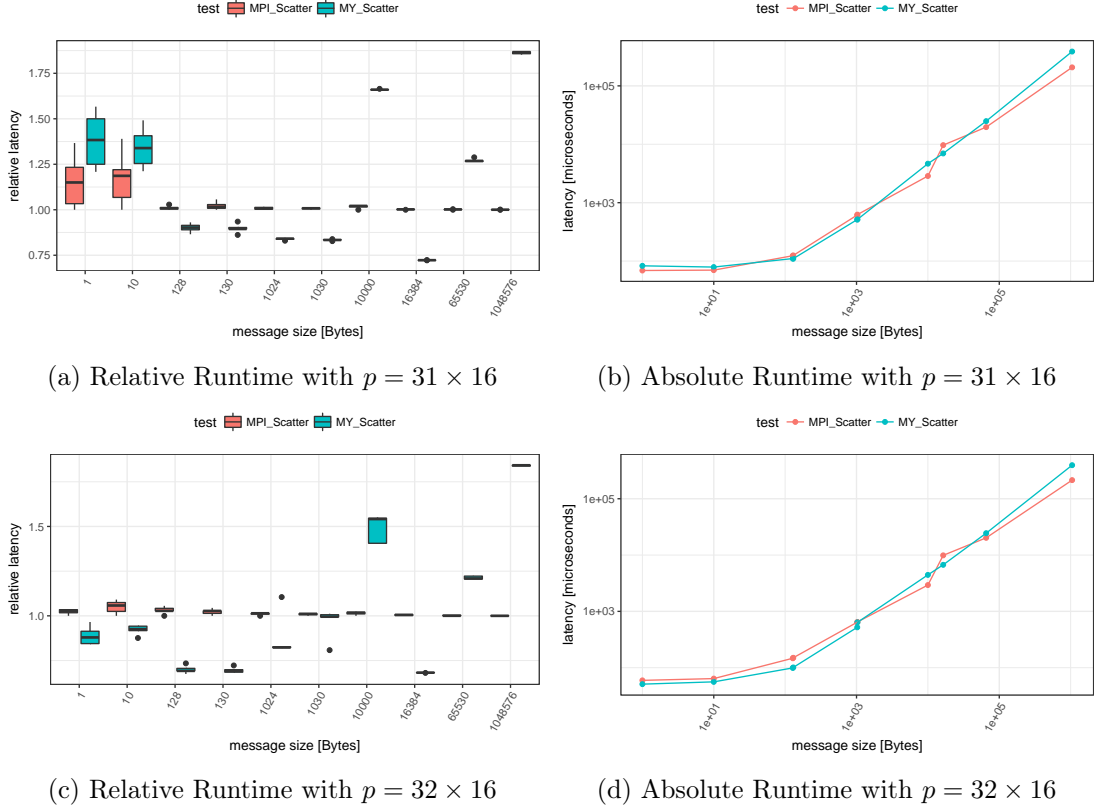 test MPI_Scatter MY_Scatter
relative latency
1.75
1.50
1.25
1.00
0.75
1 10 128 130 1024 1030 10000 16384 65530 1048576
message size [Bytes]
(a) Relative Runtime with p = 31 × 16
test MPI_Scatter MY_Scatter
latency [microseconds]
1e+05
1e+03
1e+01 1e+03 1e+05
message size [Bytes]
(b) Absolute Runtime with p = 31 × 16
test MPI_Scatter MY_Scatter
relative latency
1.5
1.0
1 10 128 130 1024 1030 10000 16384 65530 1048576
message size [Bytes]
(c) Relative Runtime with p = 32 × 16
test MPI_Scatter MY_Scatter
latency [microseconds]
1e+05
1e+03
1e+01 1e+03 1e+05
message size [Bytes]
(d) Absolute Runtime with p = 32 × 16